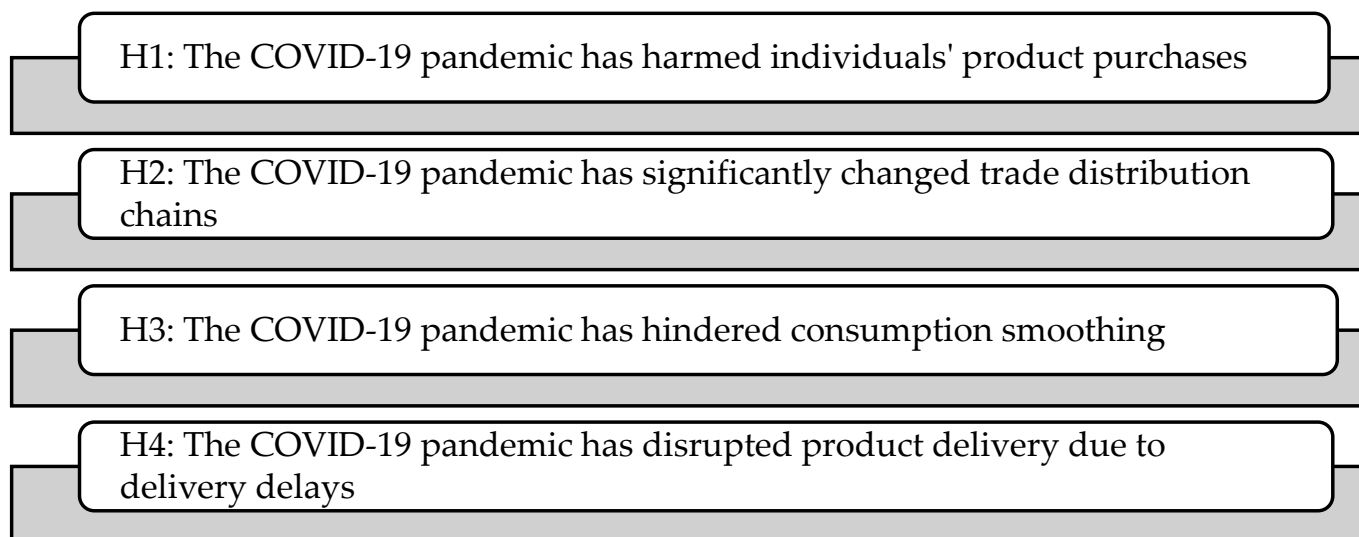 H1: The COVID-19 pandemic has harmed individuals' product purchases
H2: The COVID-19 pandemic has significantly changed trade distribution
chains
H3: The COVID-19 pandemic has hindered consumption smoothing
H4: The COVID-19 pandemic has disrupted product delivery due to
delivery delays